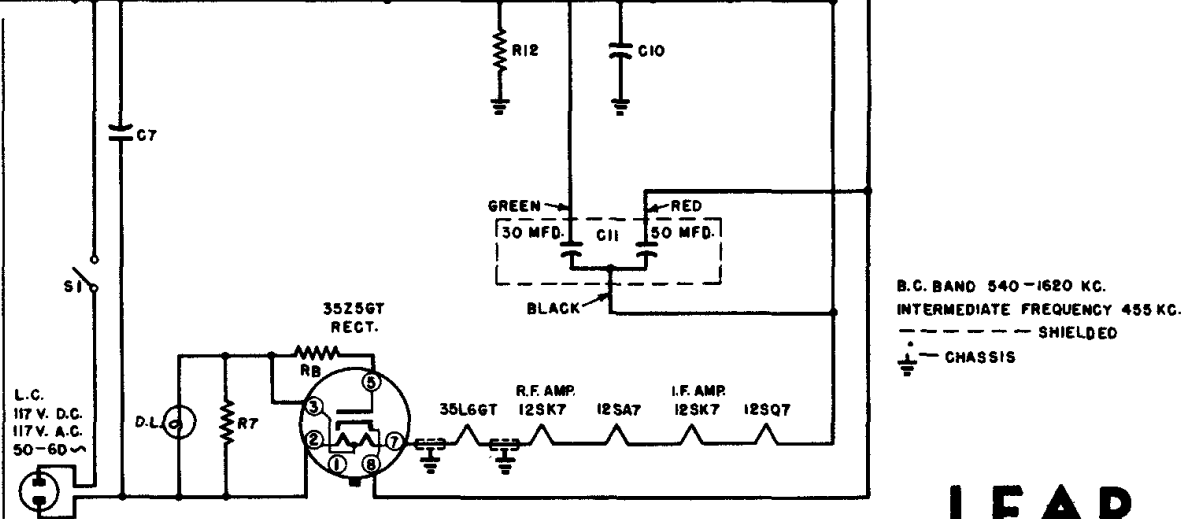 R12
C10
C7
GREEN
RED
30 MFD.
C11
50 MFD.
S1
BLACK
B.C. BAND 540-1620 KC.
INTERMEDIATE FREQUENCY 455 KC.
SHIELDED
CHASSIS
35Z5GT
RECT.
R8
5
L.C.
117 V. D.C.
117 V. A.C.
50-60~
D.L.
R7
3
2
1
8
7
35L6GT
R.F. AMP.
12SK7
12SA7
I.F. AMP.
12SK7
12SQ7
LEAR